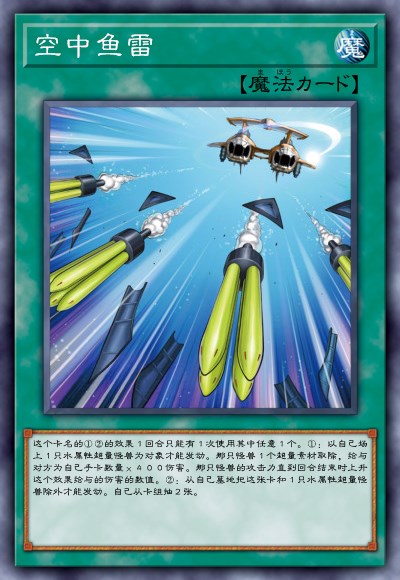 空中鱼雷
魔
【魔法カード】
ま ほう
这个卡名的①②的效果1回合只能有1次使用其中任意1个。①：以自己场
上1只水属性超量怪兽为对象才能发动。那只怪兽1个超量素材取除，给与
对方为自己手卡数量×400伤害。那只怪兽的攻击力直到回合结束时上升
这个效果给与的伤害的数值。②：从自己墓地把这张卡和1只水属性超量怪
兽除外才能发动。自己从卡组抽2张。